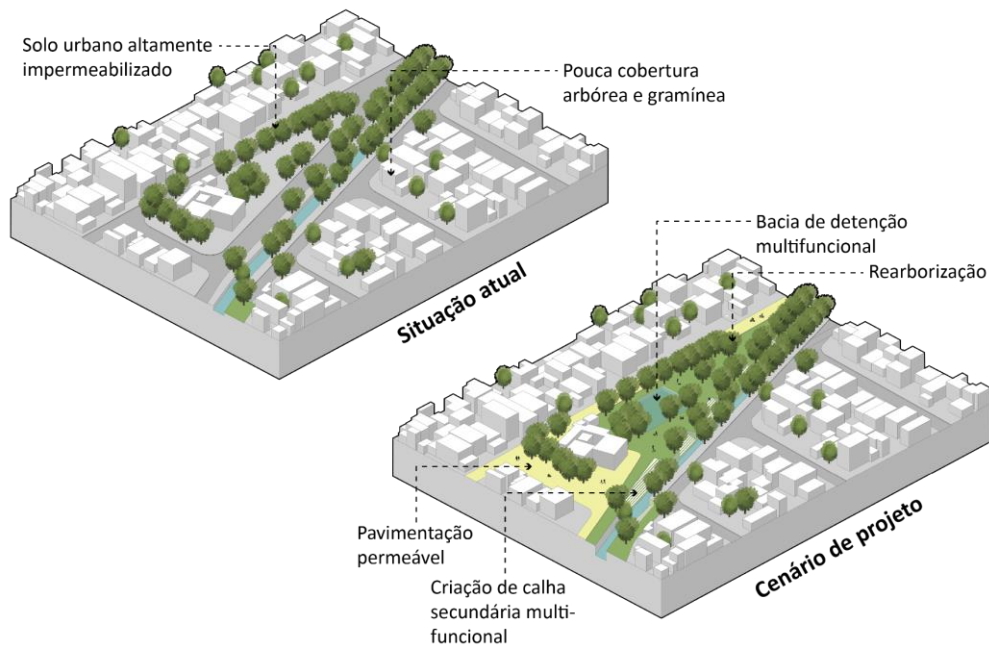 Solo urbano altamente
impermeabilizado
Pouca cobertura
arbórea e gramínea
Situação atual
Bacia de detenção
multifuncional
Rearborização
Pavimentação
permeável
Criação de calha
secundária multi-
funcional
Cenário de projeto